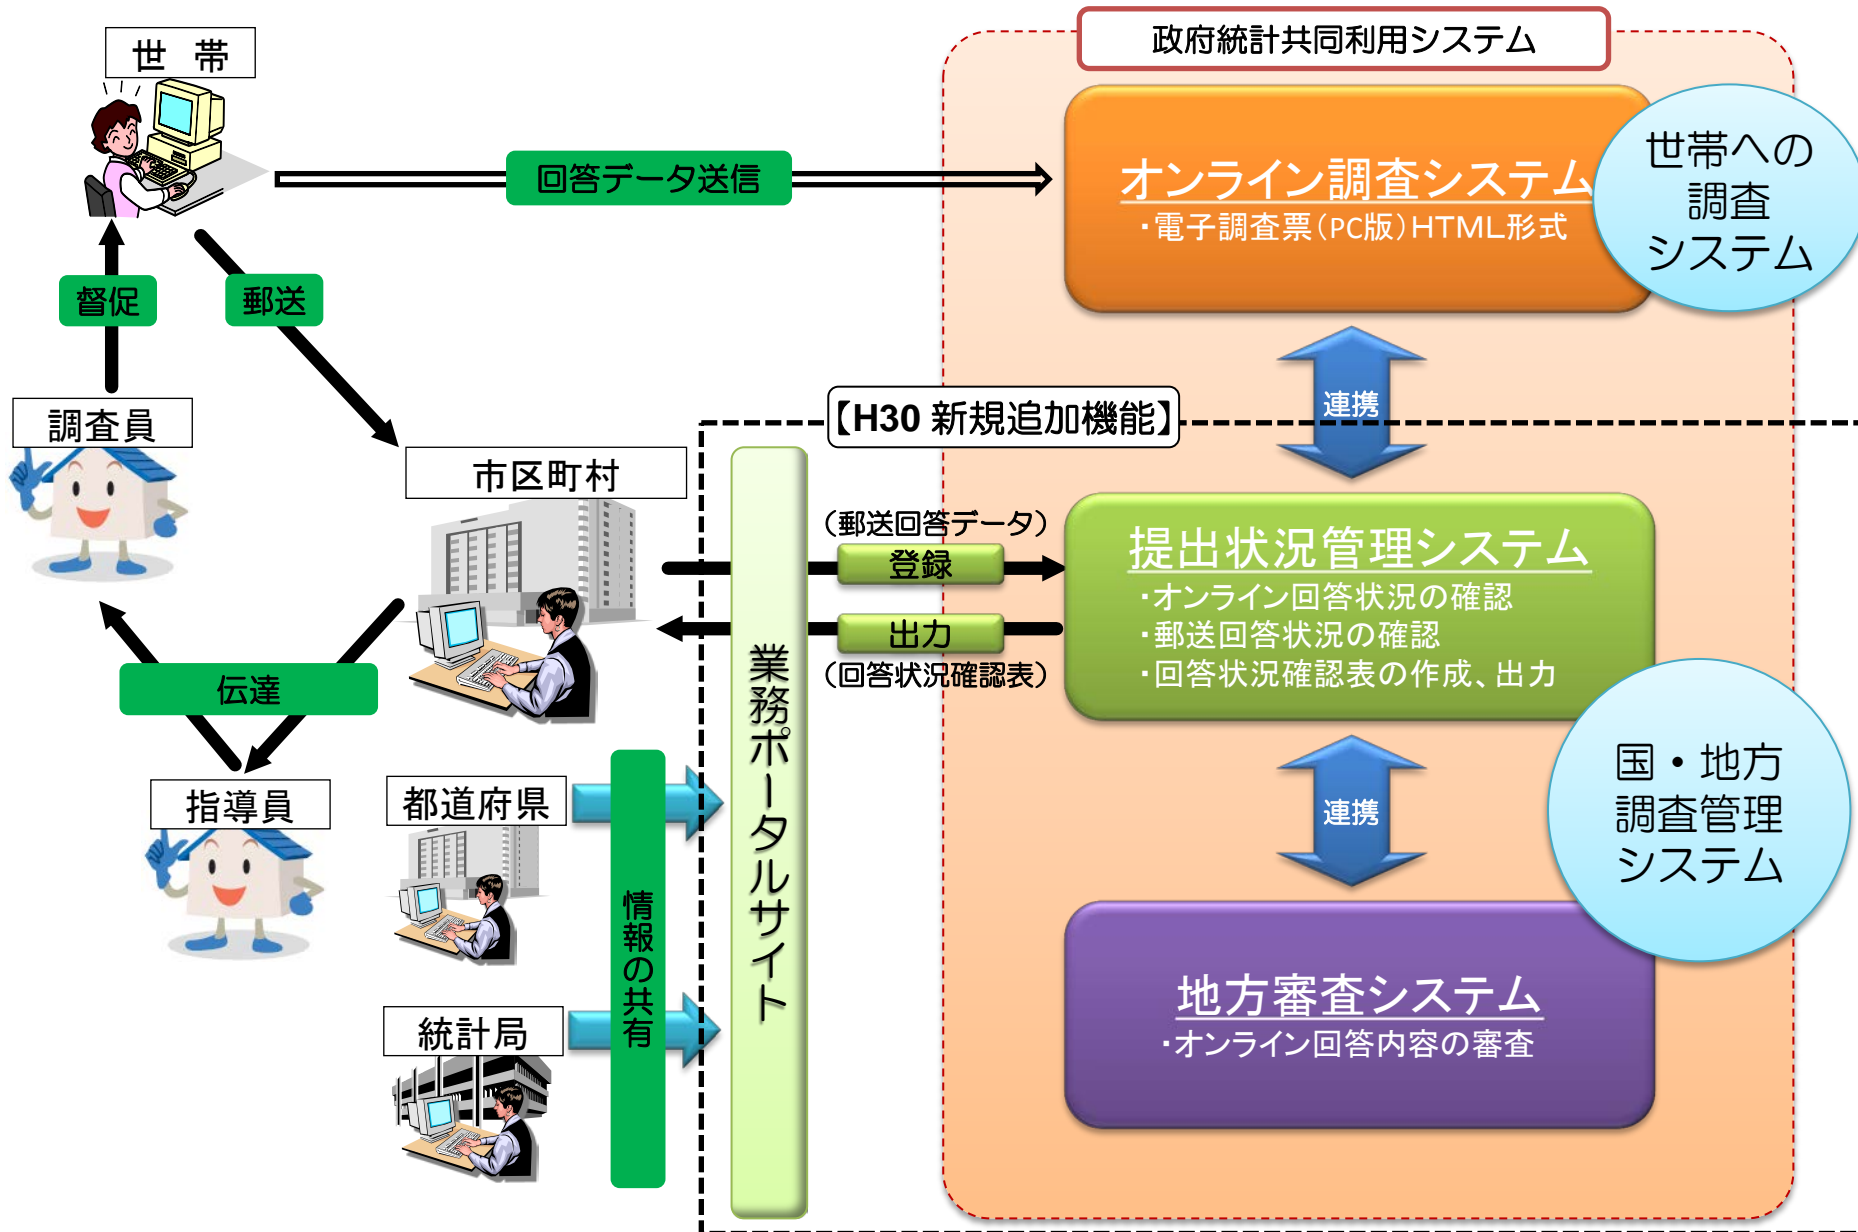 世 帯
政府統計共同利用システム
回答データ送信
オンライン調査システム
・電子調査票(PC版)HTML形式
世帯への
調査
システム
督促
郵送
連携
調査員
【H30 新規追加機能】
市区町村
(郵送回答データ)
登録
出力
(回答状況確認表)
提出状況管理システム
・オンライン回答状況の確認
・郵送回答状況の確認
・回答状況確認表の作成、出力
伝達
業務ポータルサイト
指導員
都道府県
連携
国・地方
調査管理
システム
情報の共有
統計局
地方審査システム
・オンライン回答内容の審査